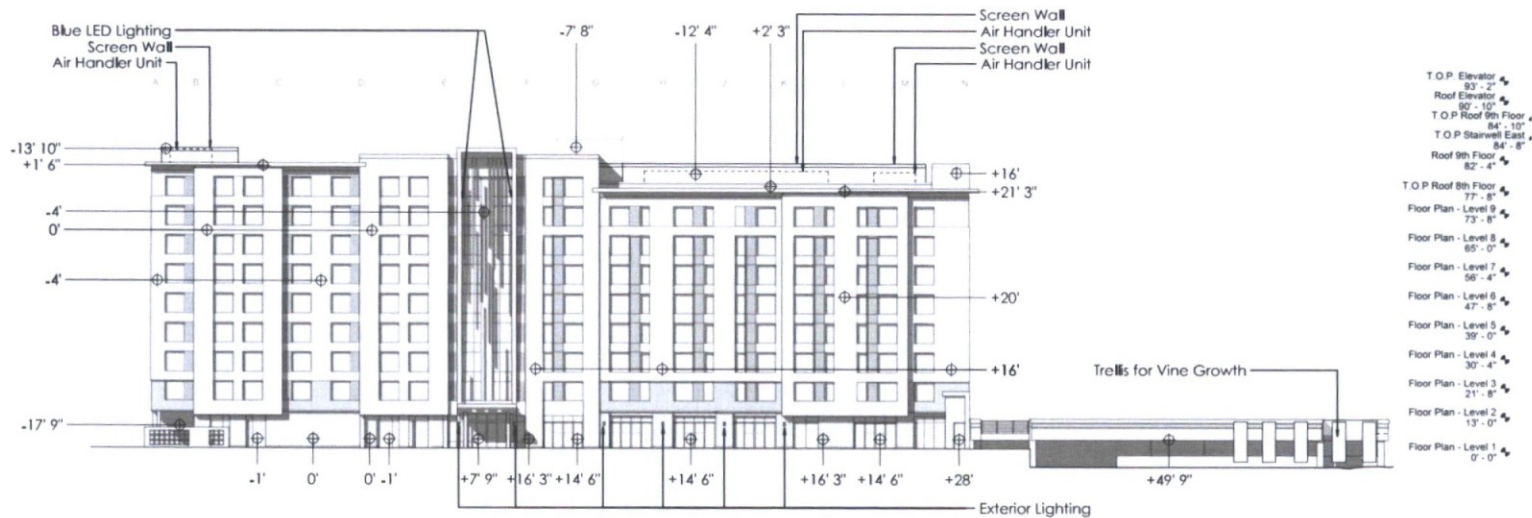 Blue LED Lighting
Screen Wall
Air Handler Unit
-7' 8"
-12' 4"
+2' 3"
Screen Wall
Air Handler Unit
Screen Wall
Air Handler Unit
-13' 10"
+1' 6"
-4'
0'
-4'
-17' 9"
+16'
+21' 3"
+20'
+16'
Trellis for Vine Growth
-1'
0'
0'
-1'
+7' 9"
+16' 3"
+14' 6"
+14' 6"
+16' 3"
+14' 6"
+28'
+49' 9"
Exterior Lighting
T.O.P. Elevator
93' - 2"
Roof Elevator
90' - 10"
T.O.P Roof 9th Floor
84' - 10"
T.O.P Stairwell East
84' - 8"
Roof 9th Floor
82' - 4"
T.O.P Roof 8th Floor
77' - 8"
Floor Plan - Level 9
73' - 8"
Floor Plan - Level 8
65' - 0"
Floor Plan - Level 7
56' - 4"
Floor Plan - Level 6
47' - 8"
Floor Plan - Level 5
39' - 0"
Floor Plan - Level 4
30' - 4"
Floor Plan - Level 3
21' - 8"
Floor Plan - Level 2
13' - 0"
Floor Plan - Level 1
0' - 0"